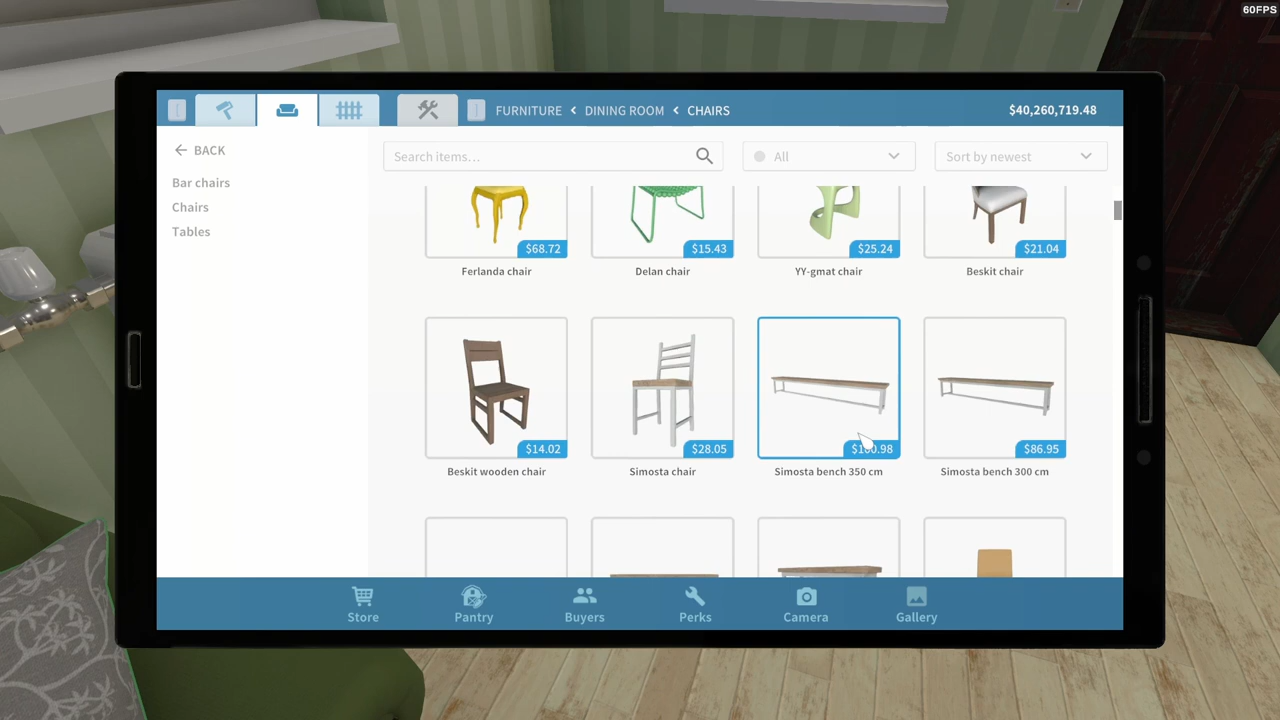 60FPS
FURNITURE < DINING ROOM < CHAIRS
$40,260,719.48
BACK
Search items...
All
Sort by newest
Bar chairs
Chairs
Tables
$68.72
$15.43
$25.24
$21.04
Ferlanda chair
Delan chair
YY-gmat chair
Beskit chair
$14.02
$28.05
$86.95
Beskit wooden chair
Simosta chair
Simosta bench 350 cm
Simosta bench 300 cm
Store
Pantry
Buyers
Perks
Camera
Gallery